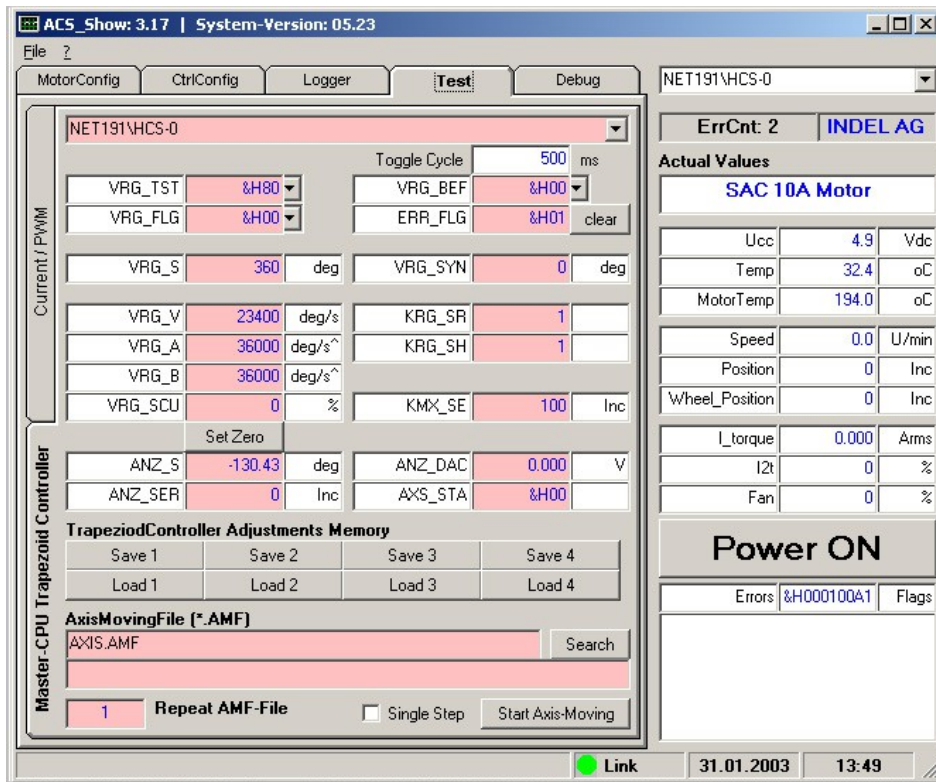 ACS_Show: 3.17 | System-Version: 05.23
File ?
MotorConfig CtrlConfig Logger Test Debug
NET191\HCS-0
ErrCnt: 2 INDEL AG
Actual Values
SAC 10A Motor
Ucc 4.9 Vdc
Temp 32.4 oC
MotorTemp 194.0 oC
Speed 0.0 U/min
Position 0 Inc
Wheel_Position 0 Inc
I_torque 0.000 Arms
I2t 0 %
Fan 0 %
Power ON
Errors &H000100A1 Flags
Current / PWM
Master-CPU Trapezoid Controller
NET191\HCS-0
Toggle Cycle 500 ms
VRG_TST &H80 VRG_BEF &H00
VRG_FLG &H00 ERR_FLG &H01 clear
VRG_S 360 deg VRG_SYN 0 deg
VRG_V 23400 deg/s KRG_SR 1
VRG_A 36000 deg/s^ KRG_SH 1
VRG_B 36000 deg/s^
VRG_SCU 0 % KMX_SE 100 Inc
Set Zero
ANZ_S -130.43 deg ANZ_DAC 0.000 V
ANZ_SER 0 Inc AXS_STA &H00
TrapeziodController Adjustments Memory
Save 1 Save 2 Save 3 Save 4
Load 1 Load 2 Load 3 Load 4
AxisMovingFile (*.AMF)
AXIS.AMF Search
1 Repeat AMF-File Single Step Start Axis-Moving
Link 31.01.2003 13:49